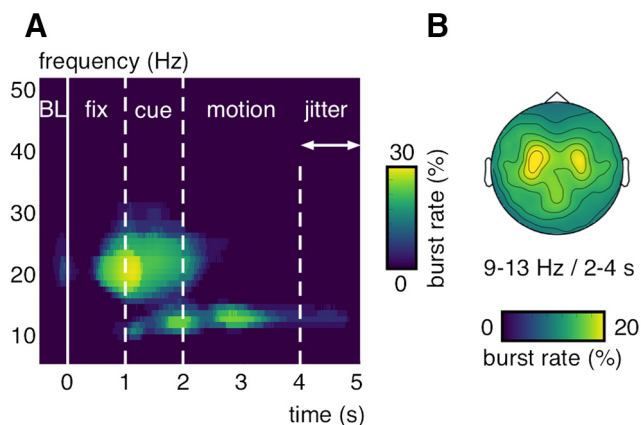 A
frequency (Hz)
50
40
30
20
10
BL fix cue motion jitter
0 1 2 3 4 5
time (s)
30
0
burst rate (%)
B
9-13 Hz / 2-4 s
0 20
burst rate (%)